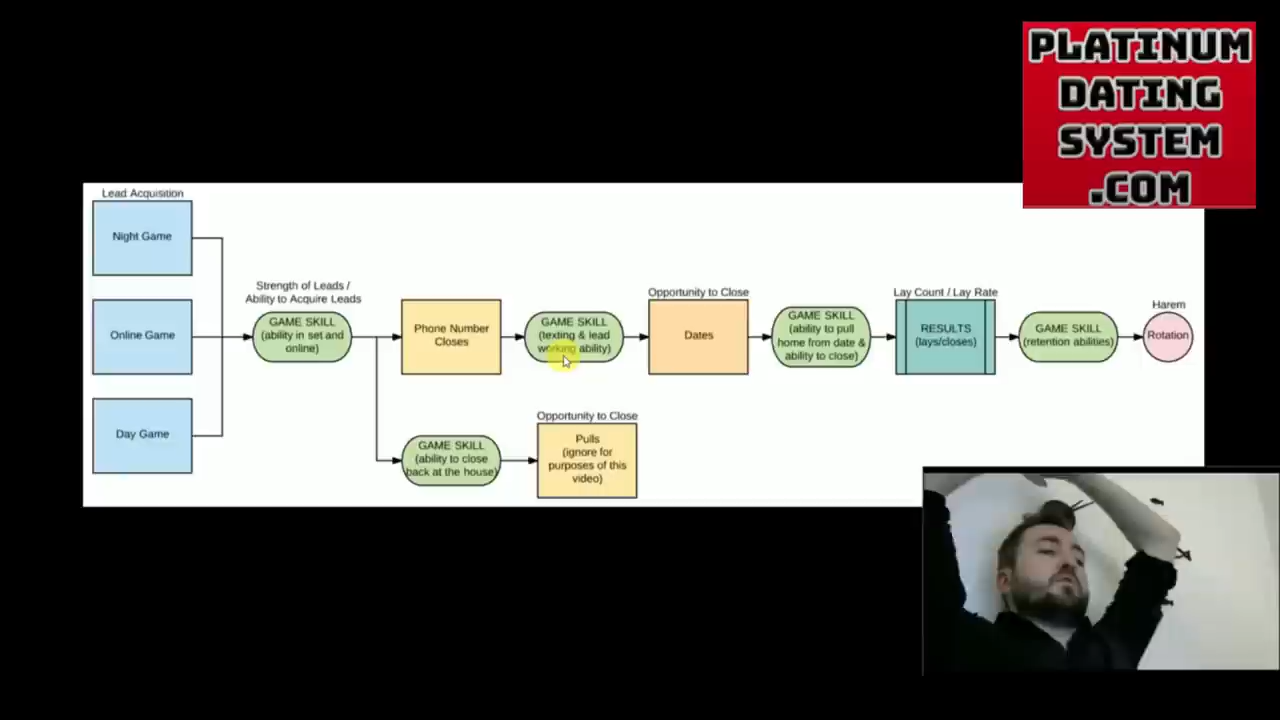 PLATINUM
DATING
SYSTEM
.COM
Lead Acquisition
Night Game
Online Game
Day Game
Strength of Leads /
Ability to Acquire Leads
GAME SKILL
(ability in set and
online)
Phone Number
Closes
GAME SKILL
(texting & lead
working ability)
Opportunity to Close
Dates
GAME SKILL
(ability to pull
home from date &
ability to close)
Lay Count / Lay Rate
RESULTS
(lays/closes)
GAME SKILL
(retention abilities)
Harem
Rotation
GAME SKILL
(ability to close
back at the house)
Opportunity to Close
Pulls
(ignore for
purposes of this
video)